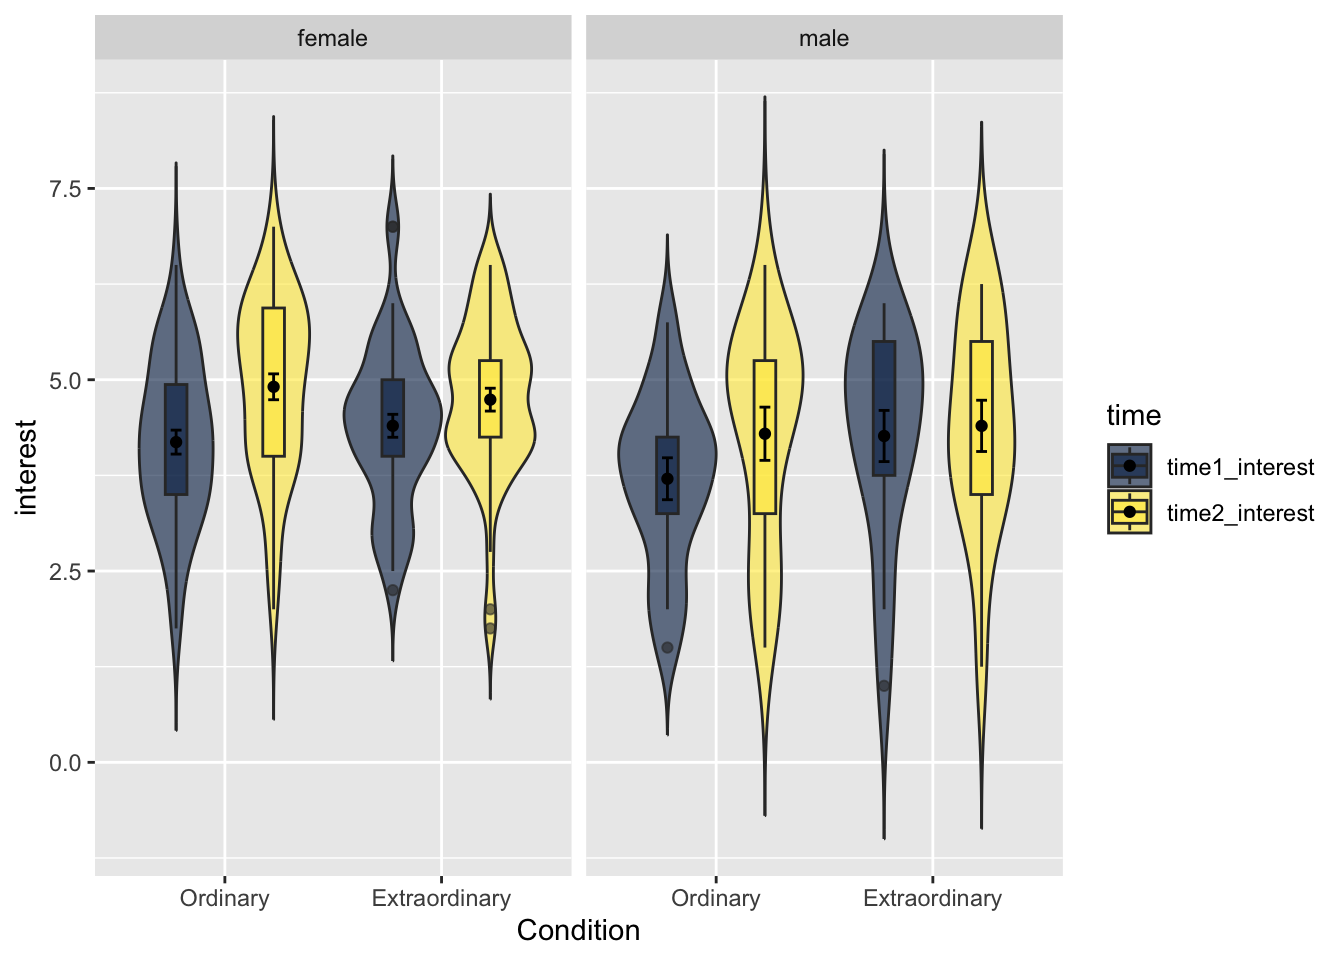 female
male
7.5
5.0
2.5
0.0
interest
Ordinary
Extraordinary
Ordinary
Extraordinary
Condition
time
time1_interest
time2_interest